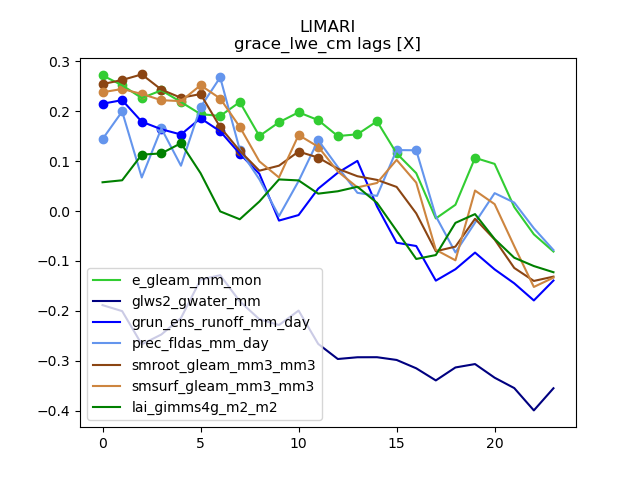 LIMARI
grace_lwe_cm lags [X]
0.3
0.2
0.1
0.0
−0.1
−0.2
−0.3
−0.4
e_gleam_mm_mon
glws2_gwater_mm
grun_ens_runoff_mm_day
prec_fldas_mm_day
smroot_gleam_mm3_mm3
smsurf_gleam_mm3_mm3
lai_gimms4g_m2_m2
0 5 10 15 20